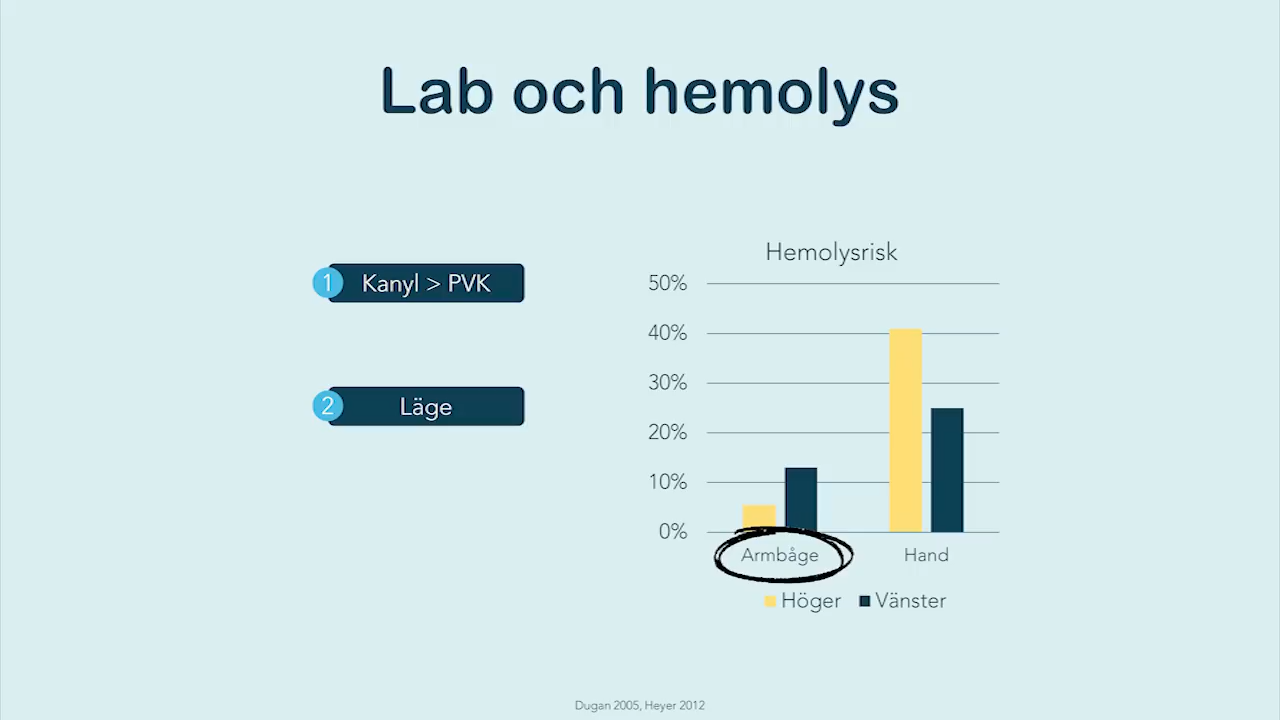 Lab och hemolys
1 Kanyl > PVK
2 Läge
Hemolysrisk
50%
40%
30%
20%
10%
0%
Armbåge Hand
Höger Vänster
Dugan 2005, Heyer 2012